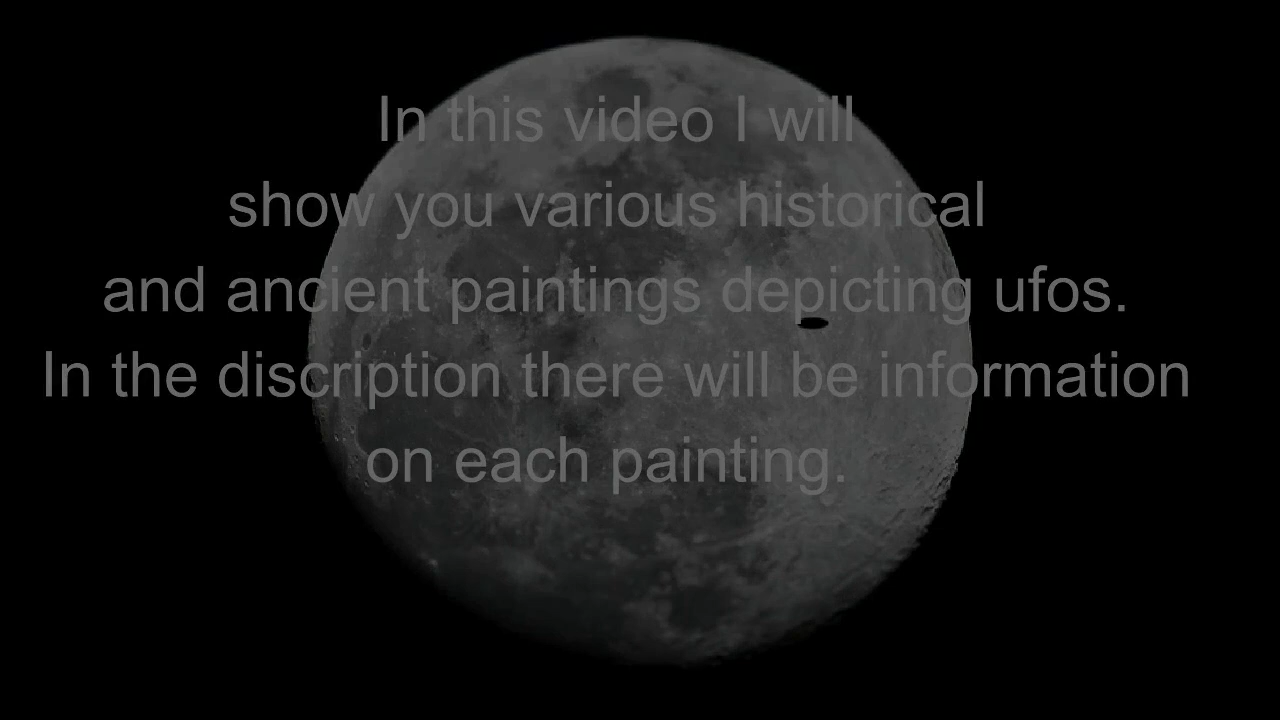 In this video I will
show you various historical
and ancient paintings depicting ufos.
In the discription there will be information
on each painting.